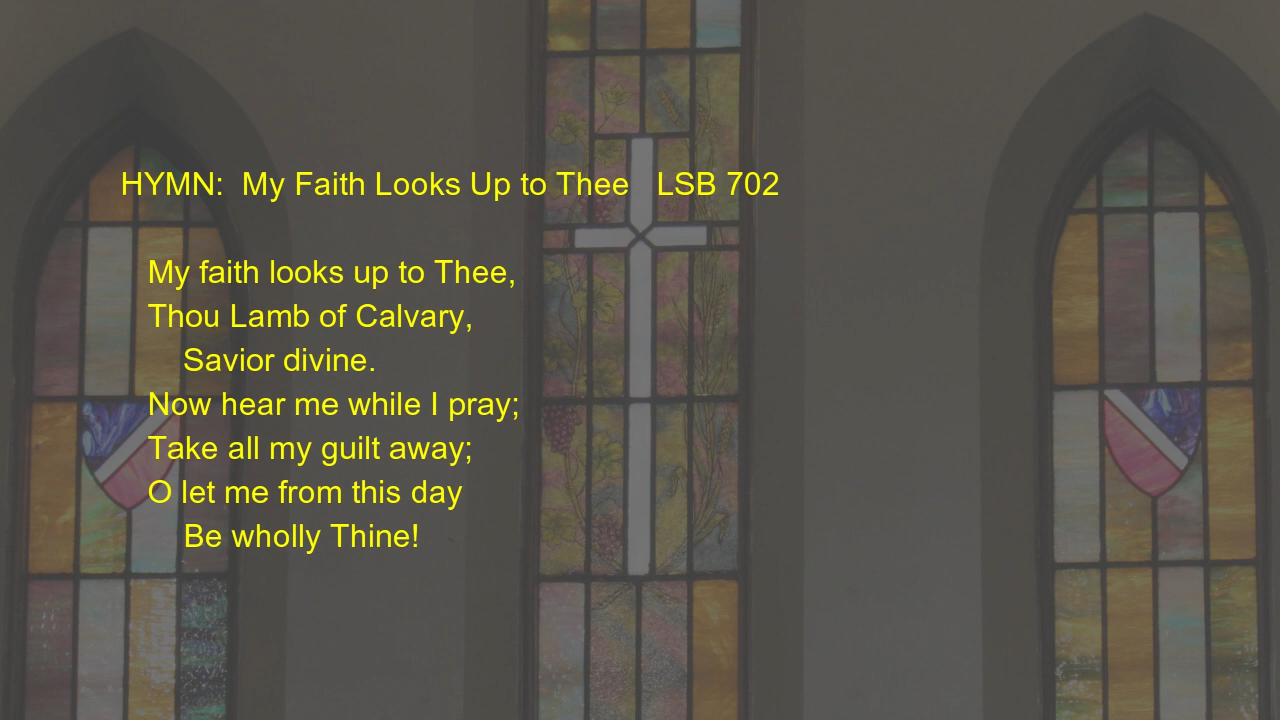 HYMN:  My Faith Looks Up to Thee   LSB 702
My faith looks up to Thee,
Thou Lamb of Calvary,
Savior divine.
Now hear me while I pray;
Take all my guilt away;
O let me from this day
Be wholly Thine!